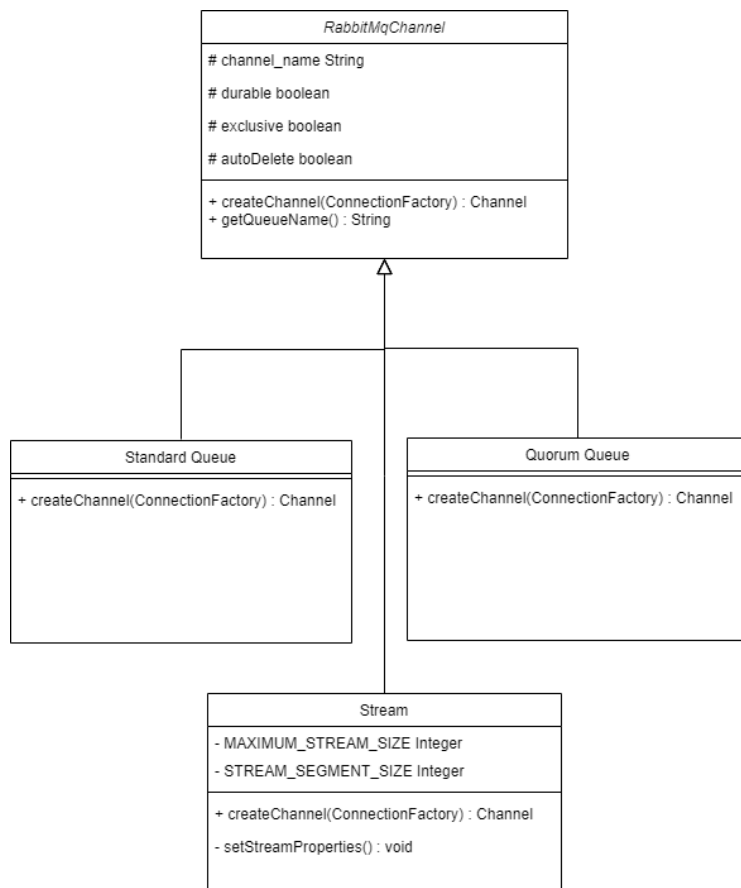 RabbitMqChannel
# channel_name String
# durable boolean
# exclusive boolean
# autoDelete boolean
+ createChannel(ConnectionFactory) : Channel
+ getQueueName() : String
Standard Queue
+ createChannel(ConnectionFactory) : Channel
Quorum Queue
+ createChannel(ConnectionFactory) : Channel
Stream
- MAXIMUM_STREAM_SIZE Integer
- STREAM_SEGMENT_SIZE Integer
+ createChannel(ConnectionFactory) : Channel
- setStreamProperties() : void